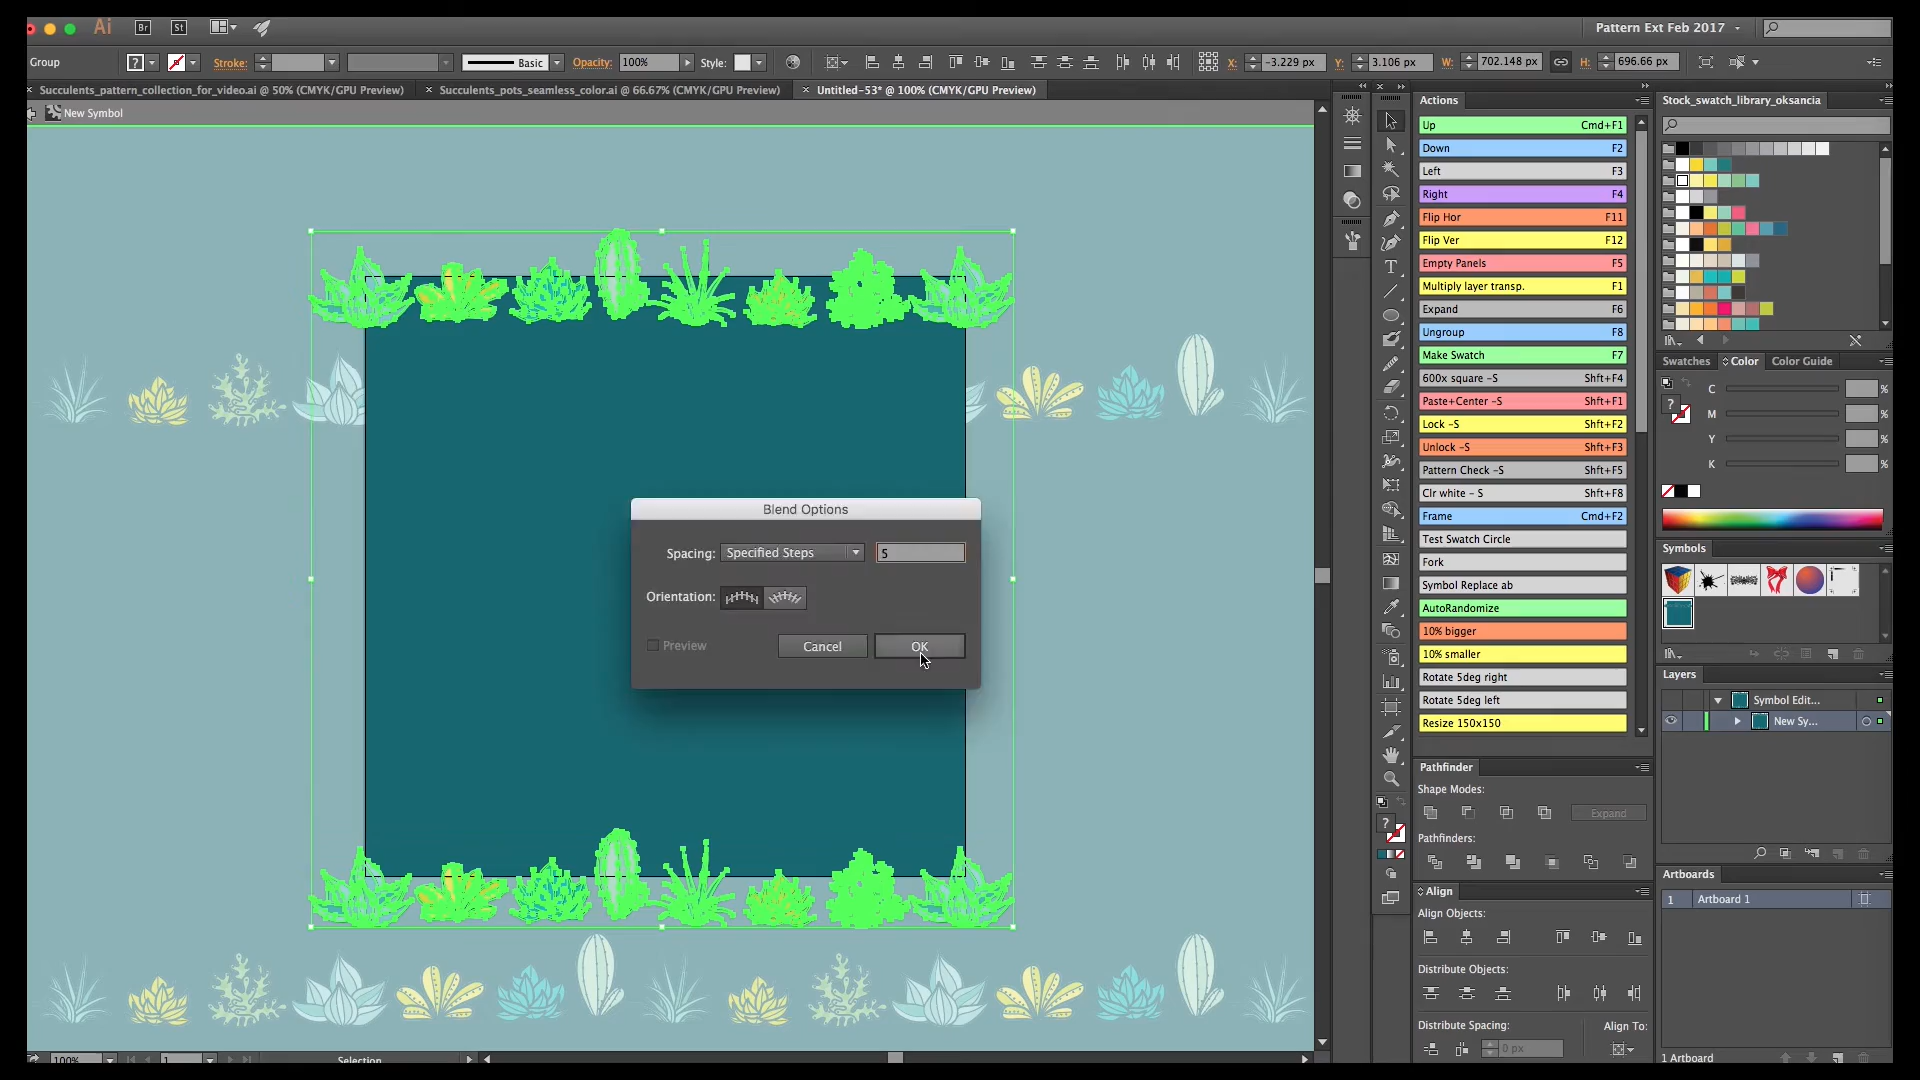 Ai Br St Pattern Ext Feb 2017
Group ? Stroke: Basic Opacity: 100% Style: X: -3.229 px Y: 3.106 px W: 702.148 px H: 696.66 px
Succulents_pattern_collection_for_video.ai @ 50% (CMYK/GPU Preview) × Succulents_pots_seamless_color.ai @ 66.67% (CMYK/GPU Preview) × Untitled-53* @ 100% (CMYK/GPU Preview)
New Symbol
Blend Options
Spacing: Specified Steps 5
Orientation:
Preview Cancel OK
100% 1 Selection
Actions
Up Cmd+F1
Down F2
Left F3
Right F4
Flip Hor F11
Flip Ver F12
Empty Panels F5
Multiply layer transp. F1
Expand F6
Ungroup F8
Make Swatch F7
600x square -S Shft+F4
Paste+Center -S Shft+F1
Lock -S Shft+F2
Unlock -S Shft+F3
Pattern Check -S Shft+F5
Clr white - S Shft+F8
Frame Cmd+F2
Test Swatch Circle
Fork
Symbol Replace ab
AutoRandomize
10% bigger
10% smaller
Rotate 5deg right
Rotate 5deg left
Resize 150x150
Pathfinder
Shape Modes:
Expand
Pathfinders:
Align
Align Objects:
Distribute Objects:
Distribute Spacing: Align To:
0 px
Stock_swatch_library_oksancia
Swatches Color Color Guide
C %
M %
Y %
K %
Symbols
Layers
Symbol Edit...
New Sy...
Artboards
1 Artboard 1
1 Artboard